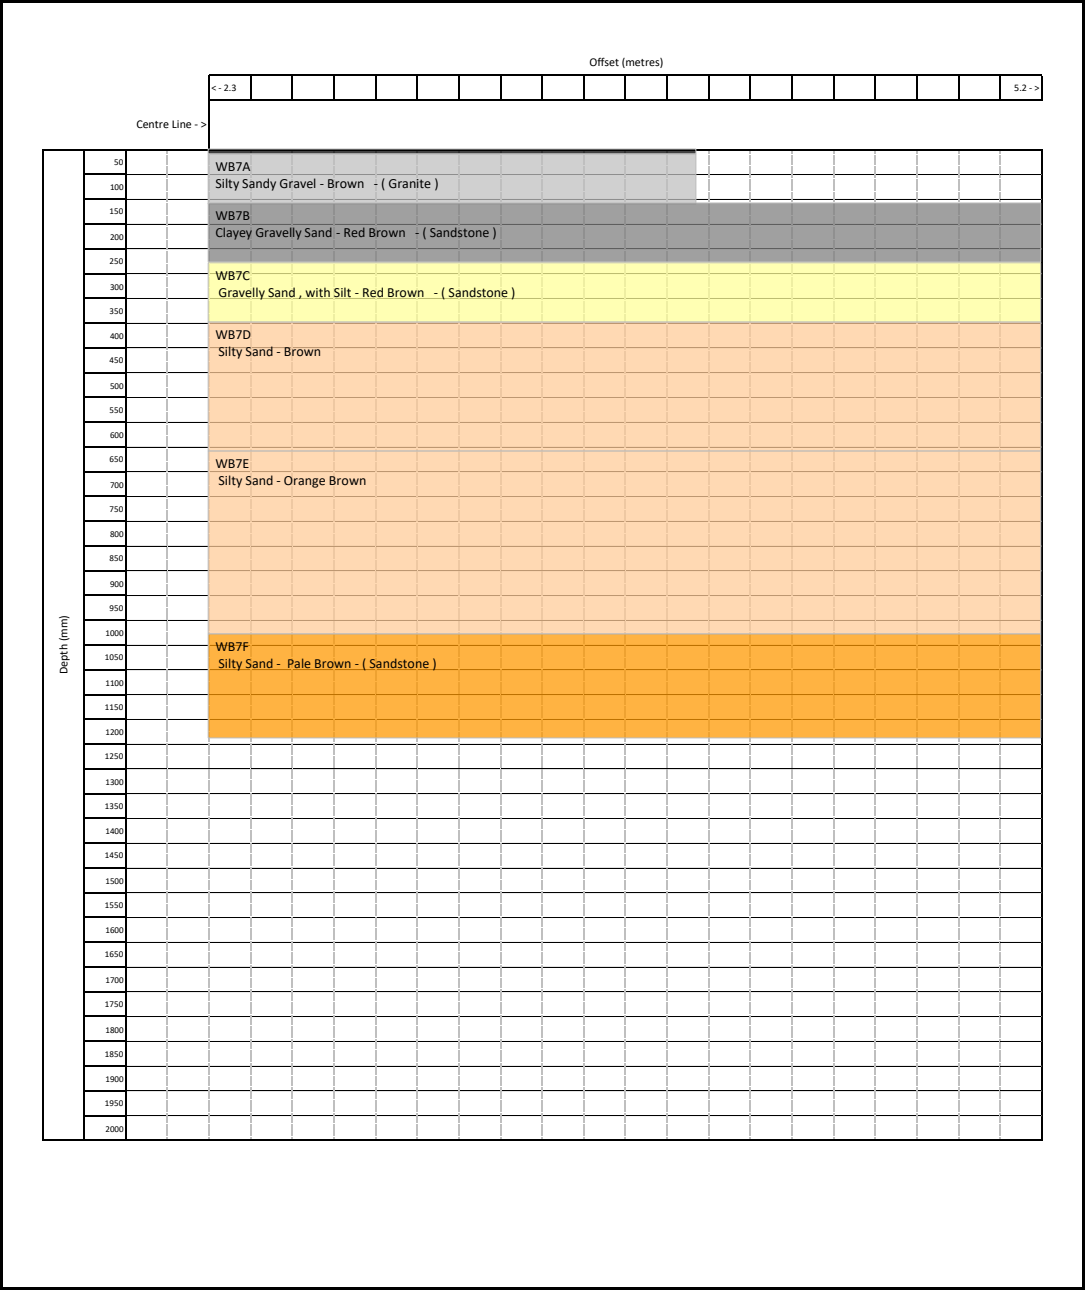 Offset (metres)
< - 2.3
5.2 - >
Centre Line - >
Depth (mm)
50
100
150
200
250
300
350
400
450
500
550
600
650
700
750
800
850
900
950
1000
1050
1100
1150
1200
1250
1300
1350
1400
1450
1500
1550
1600
1650
1700
1750
1800
1850
1900
1950
2000
WB7A
Silty Sandy Gravel - Brown - ( Granite )
WB7B
Clayey Gravelly Sand - Red Brown - ( Sandstone )
WB7C
Gravelly Sand , with Silt - Red Brown - ( Sandstone )
WB7D
Silty Sand - Brown
WB7E
Silty Sand - Orange Brown
WB7F
Silty Sand - Pale Brown - ( Sandstone )